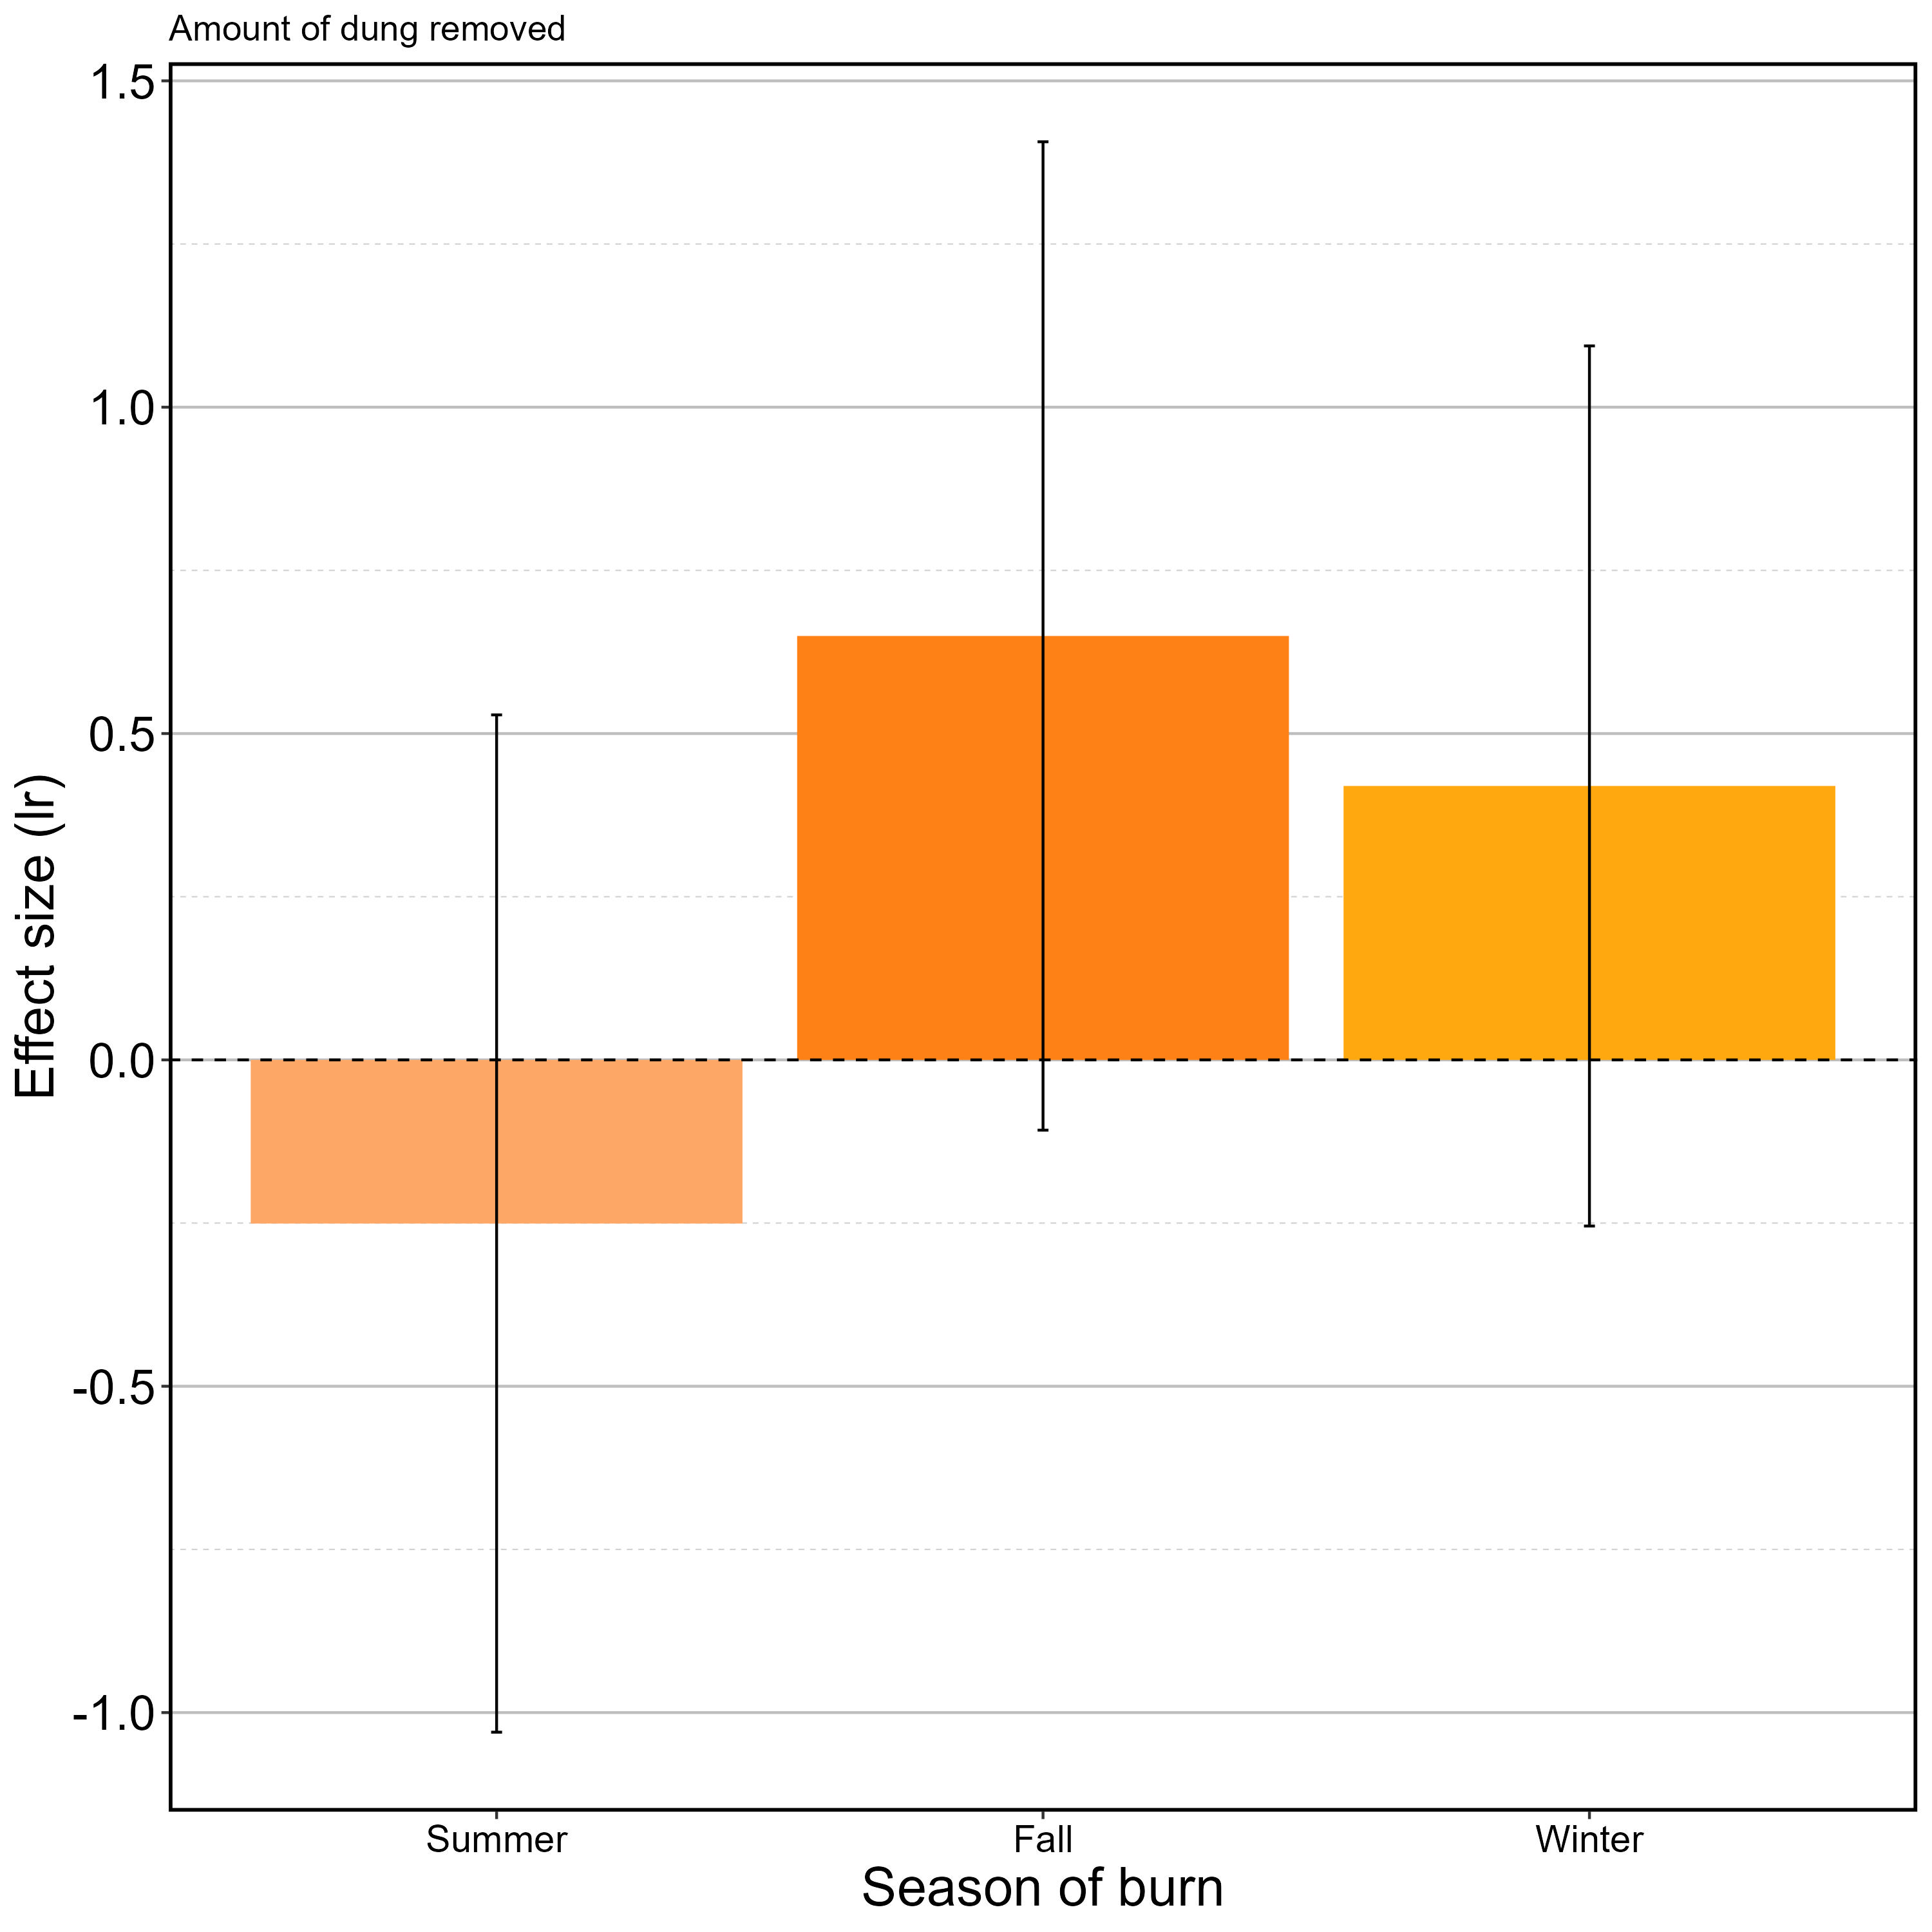 Amount of dung removed
1.5
1.0
0.5
0.0
-0.5
-1.0
Effect size (lr)
Summer
Fall
Winter
Season of burn